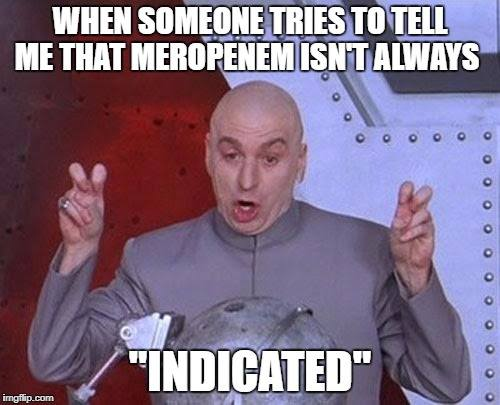 WHEN SOMEONE TRIES TO TELL
ME THAT MEROPENEM ISN'T ALWAYS
"INDICATED"
imgflip.com